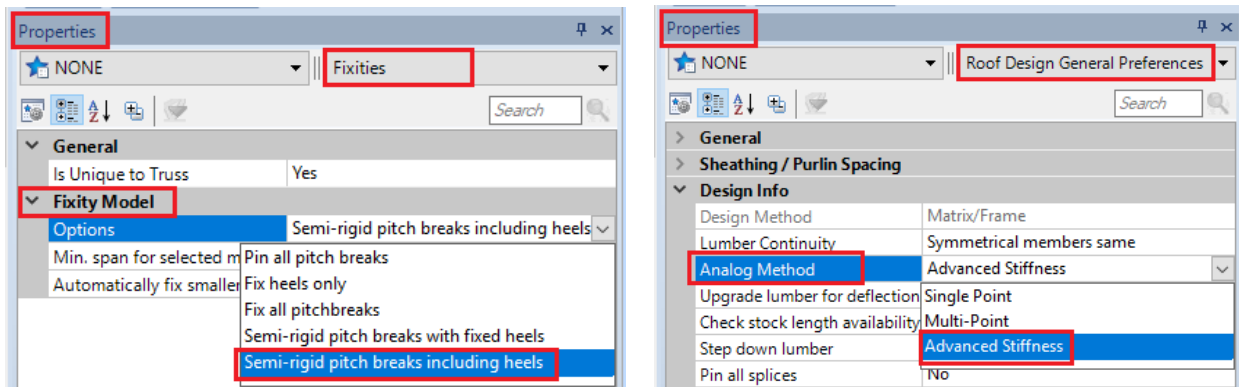 Properties
NONE
Fixities
Search
General
Is Unique to Truss Yes
Fixity Model
Options Semi-rigid pitch breaks including heels
Min. span for selected m
Automatically fix smaller
Pin all pitch breaks
Fix heels only
Fix all pitchbreaks
Semi-rigid pitch breaks with fixed heels
Semi-rigid pitch breaks including heels
Properties
NONE
Roof Design General Preferences
Search
General
Sheathing / Purlin Spacing
Design Info
Design Method Matrix/Frame
Lumber Continuity Symmetrical members same
Analog Method Advanced Stiffness
Upgrade lumber for deflection
Check stock length availability
Step down lumber
Pin all splices No
Single Point
Multi-Point
Advanced Stiffness